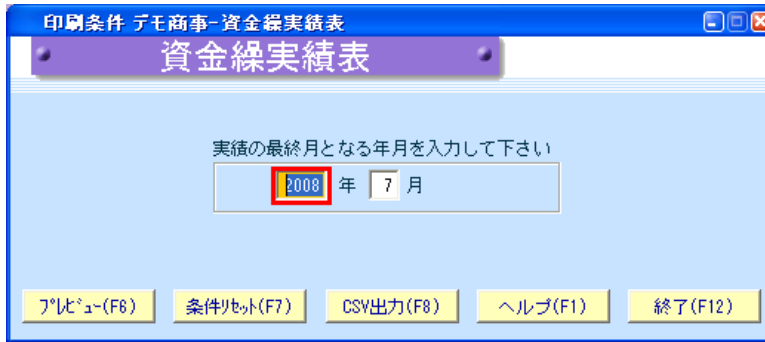 印刷条件 デモ商事-資金繰実績表
資金繰実績表
実績の最終月となる年月を入力して下さい
2008 年 7 月
ﾌﾟﾚﾋﾞｭｰ(F6) 条件ﾘｾｯﾄ(F7) CSV出力(F8) ヘルプ(F1) 終了(F12)